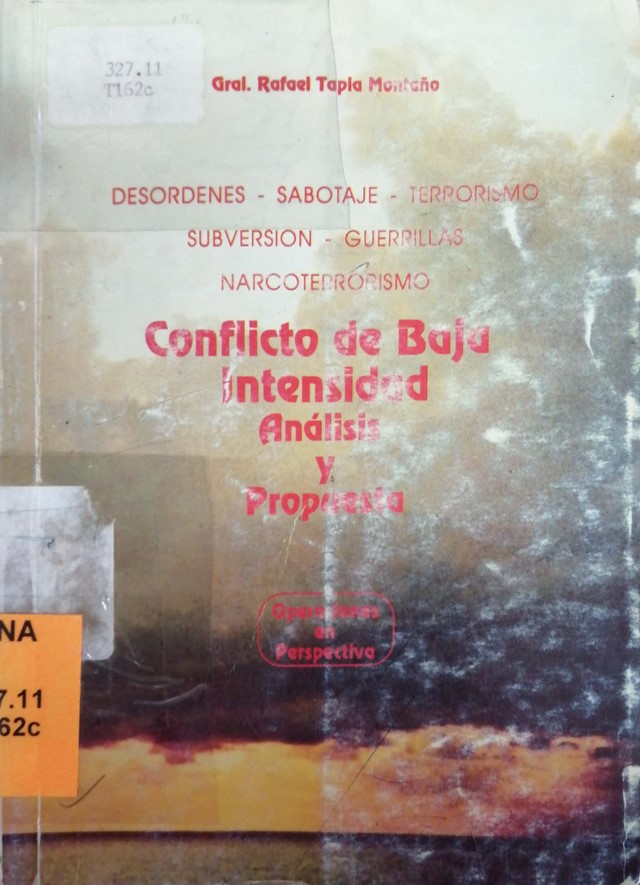 327.11
T162c
Gral. Rafael Tapia Montaño
DESORDENES - SABOTAJE - TERRORISMO
SUBVERSION - GUERRILLAS
NARCOTERRORISMO
Conflicto de Baja
Intensidad
Análisis
y
Propuesta
Operaciones
en
Perspectiva
NA
7.11
62c